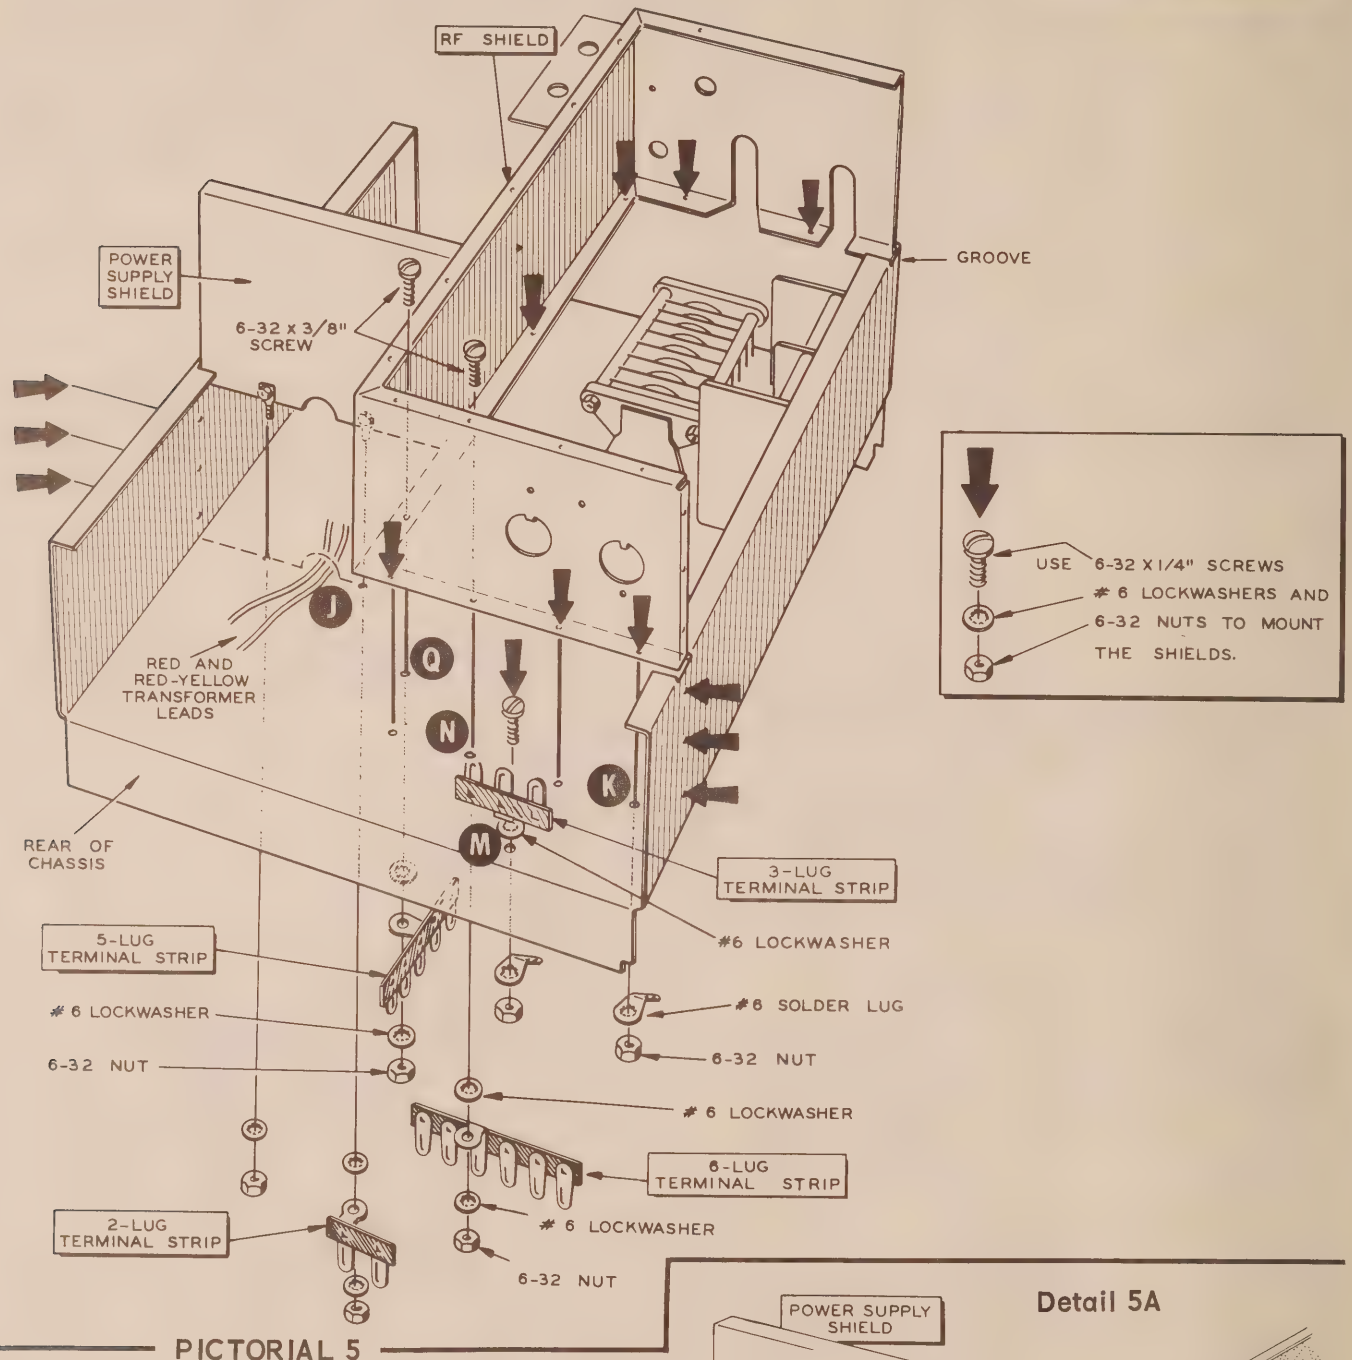 RF SHIELD
POWER
SUPPLY
SHIELD
6-32 x 3/8"
SCREW
GROOVE
USE 6-32 X 1/4" SCREWS
# 6 LOCKWASHERS AND
6-32 NUTS TO MOUNT
THE SHIELDS.
J
RED AND
RED-YELLOW
TRANSFORMER
LEADS
Q
N
K
M
REAR OF
CHASSIS
3-LUG
TERMINAL STRIP
5-LUG
TERMINAL STRIP
#6 LOCKWASHER
# 6 LOCKWASHER
#6 SOLDER LUG
6-32 NUT
6-32 NUT
# 6 LOCKWASHER
6-LUG
TERMINAL STRIP
2-LUG
TERMINAL STRIP
# 6 LOCKWASHER
6-32 NUT
PICTORIAL 5
POWER SUPPLY
SHIELD
Detail 5A